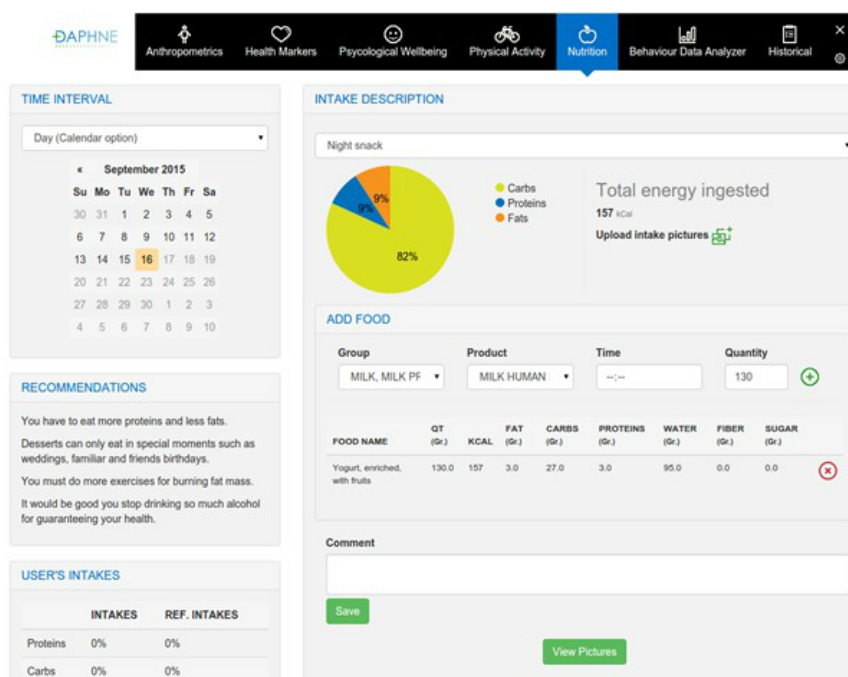 DAPHNE
Anthropometrics
Health Markers
Psycological Wellbeing
Physical Activity
Nutrition
Behaviour Data Analyzer
Historical
TIME INTERVAL
Day (Calendar option)
« September 2015
Su Mo Tu We Th Fr Sa
30 31 1 2 3 4 5
6 7 8 9 10 11 12
13 14 15 16 17 18 19
20 21 22 23 24 25 26
27 28 29 30 1 2 3
4 5 6 7 8 9 10
RECOMMENDATIONS
You have to eat more proteins and less fats.
Desserts can only eat in special moments such as
weddings, familiar and friends birthdays.
You must do more exercises for burning fat mass.
It would be good you stop drinking so much alcohol
for guaranteeing your health.
USER'S INTAKES
INTAKES REF. INTAKES
Proteins 0% 0%
Carbs 0% 0%
INTAKE DESCRIPTION
Night snack
9%
9%
82%
Carbs
Proteins
Fats
Total energy ingested
157 kCal
Upload intake pictures
ADD FOOD
Group Product Time Quantity
MILK, MILK PF MILK HUMAN --:-- 130
FOOD NAME QT (Gr.) KCAL FAT (Gr.) CARBS (Gr.) PROTEINS (Gr.) WATER (Gr.) FIBER (Gr.) SUGAR (Gr.)
Yogurt, enriched, with fruits 130.0 157 3.0 27.0 3.0 95.0 0.0 0.0
Comment
Save
View Pictures